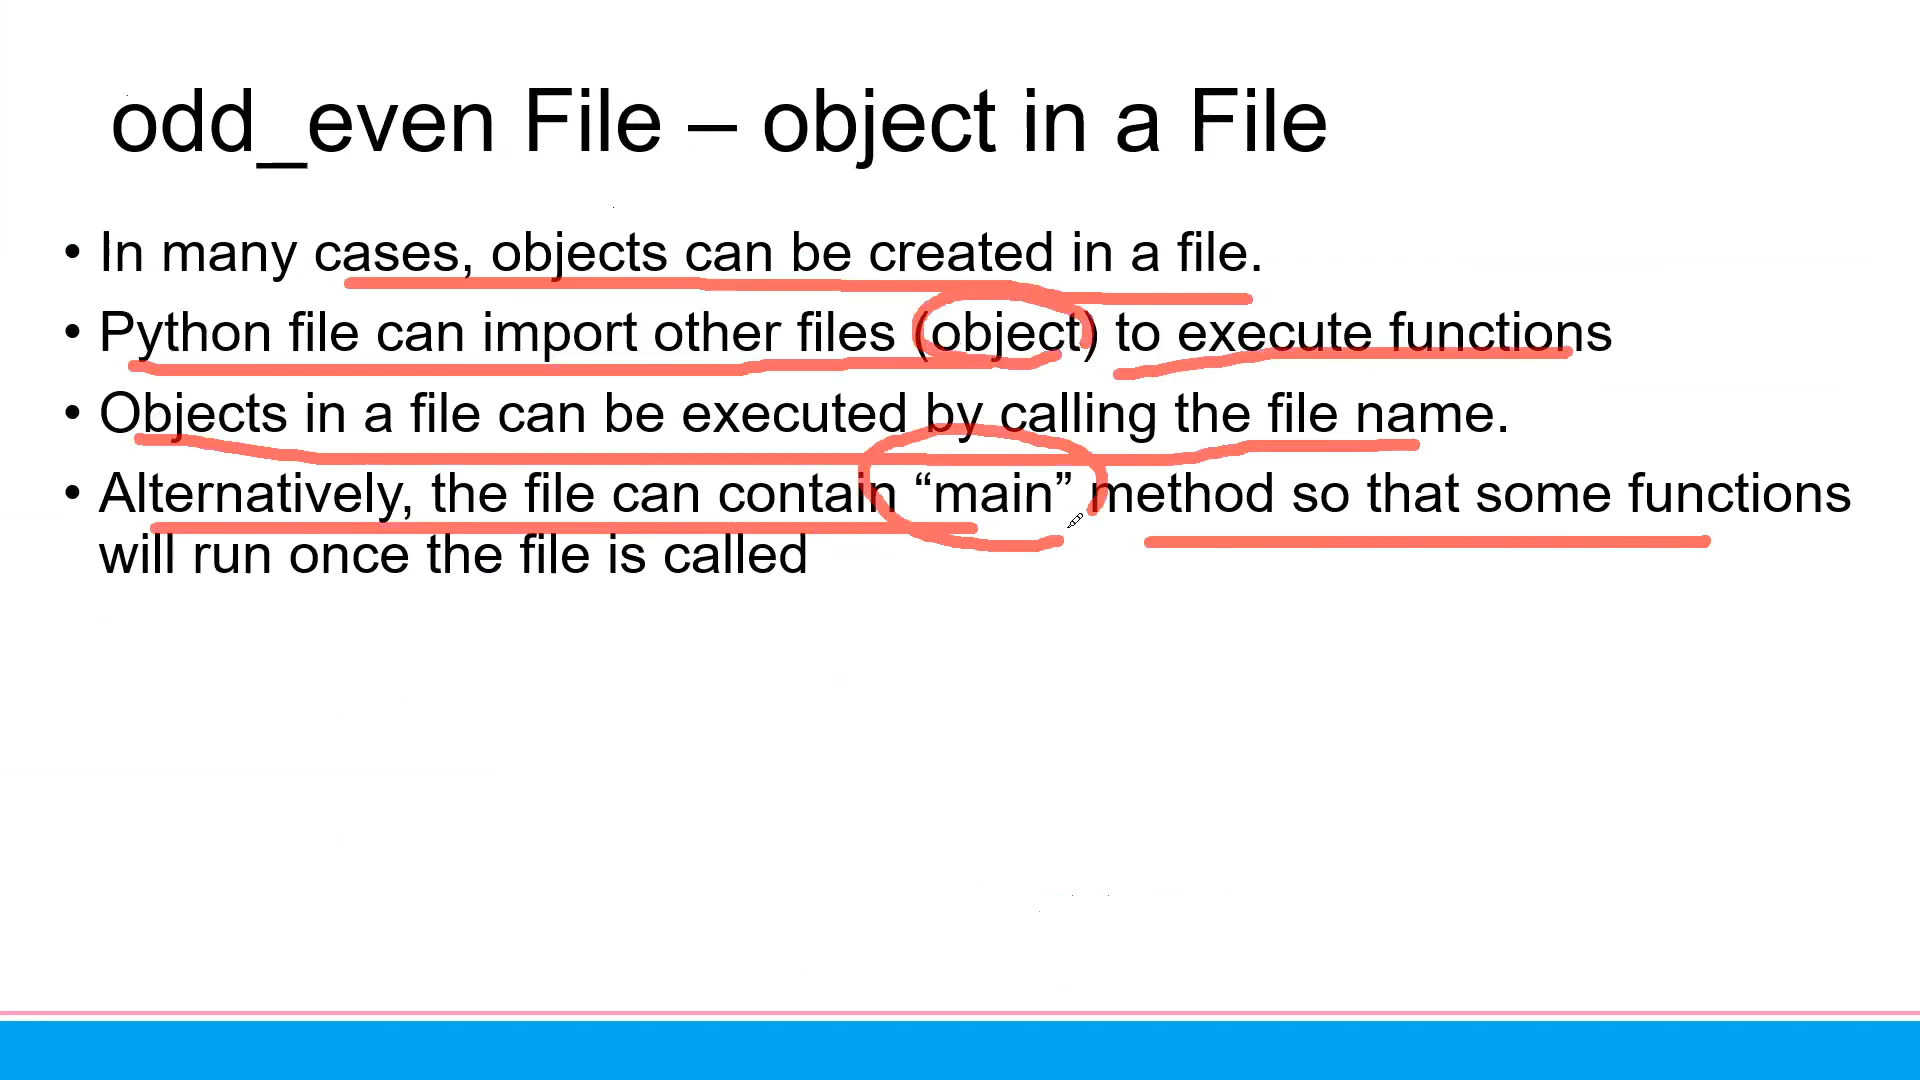 odd_even File – object in a File
• In many cases, objects can be created in a file.
• Python file can import other files (object) to execute functions
• Objects in a file can be executed by calling the file name.
• Alternatively, the file can contain “main” method so that some functions
will run once the file is called